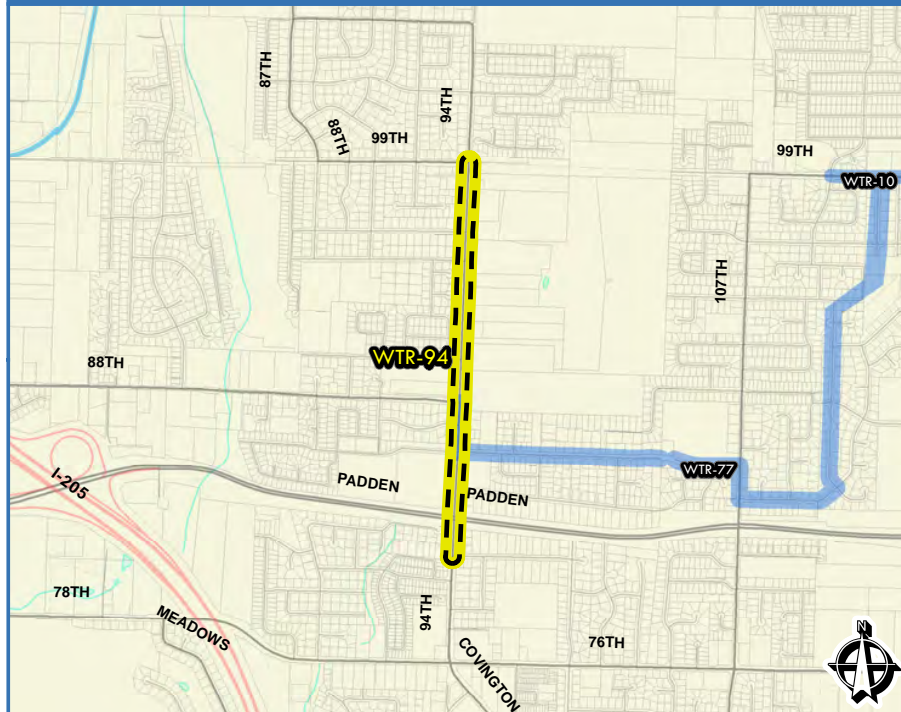 87TH
94TH
88TH
99TH
99TH
WTR-10
107TH
WTR-94
88TH
WTR-77
I-205
PADDEN
PADDEN
78TH
MEADOWS
94TH
COVINGTON
76TH
N